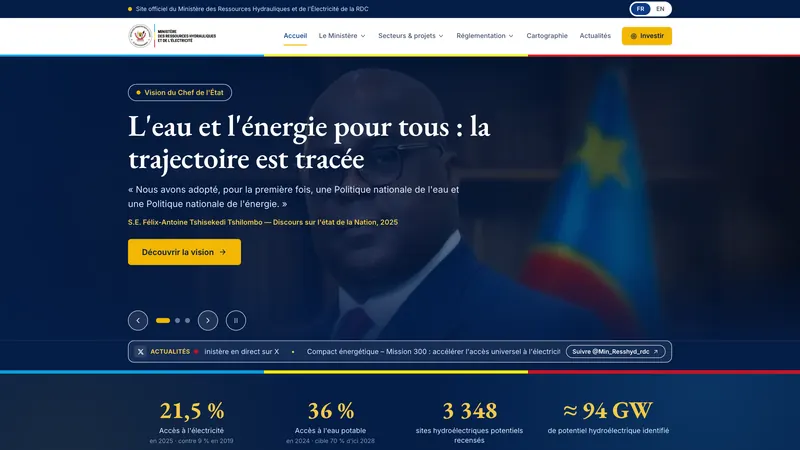 Site officiel du Ministère des Ressources Hydrauliques et de l'Électricité de la RDC
FR
EN
MINISTÈRE
DES RESSOURCES HYDRAULIQUES
ET DE L'ÉLECTRICITÉ
Accueil
Le Ministère
Secteurs & projets
Réglementation
Cartographie
Actualités
Investir
Vision du Chef de l'État
L'eau et l'énergie pour tous : la
trajectoire est tracée
« Nous avons adopté, pour la première fois, une Politique nationale de l'eau et
une Politique nationale de l'énergie. »
S.E. Félix-Antoine Tshisekedi Tshilombo — Discours sur l'état de la Nation, 2025
Découvrir la vision →
ACTUALITÉS
inistère en direct sur X • Compact énergétique – Mission 300 : accélérer l'accès universel à l'électricit
Suivre @Min_Resshyd_rdc ↗
21,5 %
Accès à l'électricité
en 2025 · contre 9 % en 2019
36 %
Accès à l'eau potable
en 2024 · cible 70 % d'ici 2028
3 348
sites hydroélectriques potentiels
recensés
≈ 94 GW
de potentiel hydroélectrique identifié